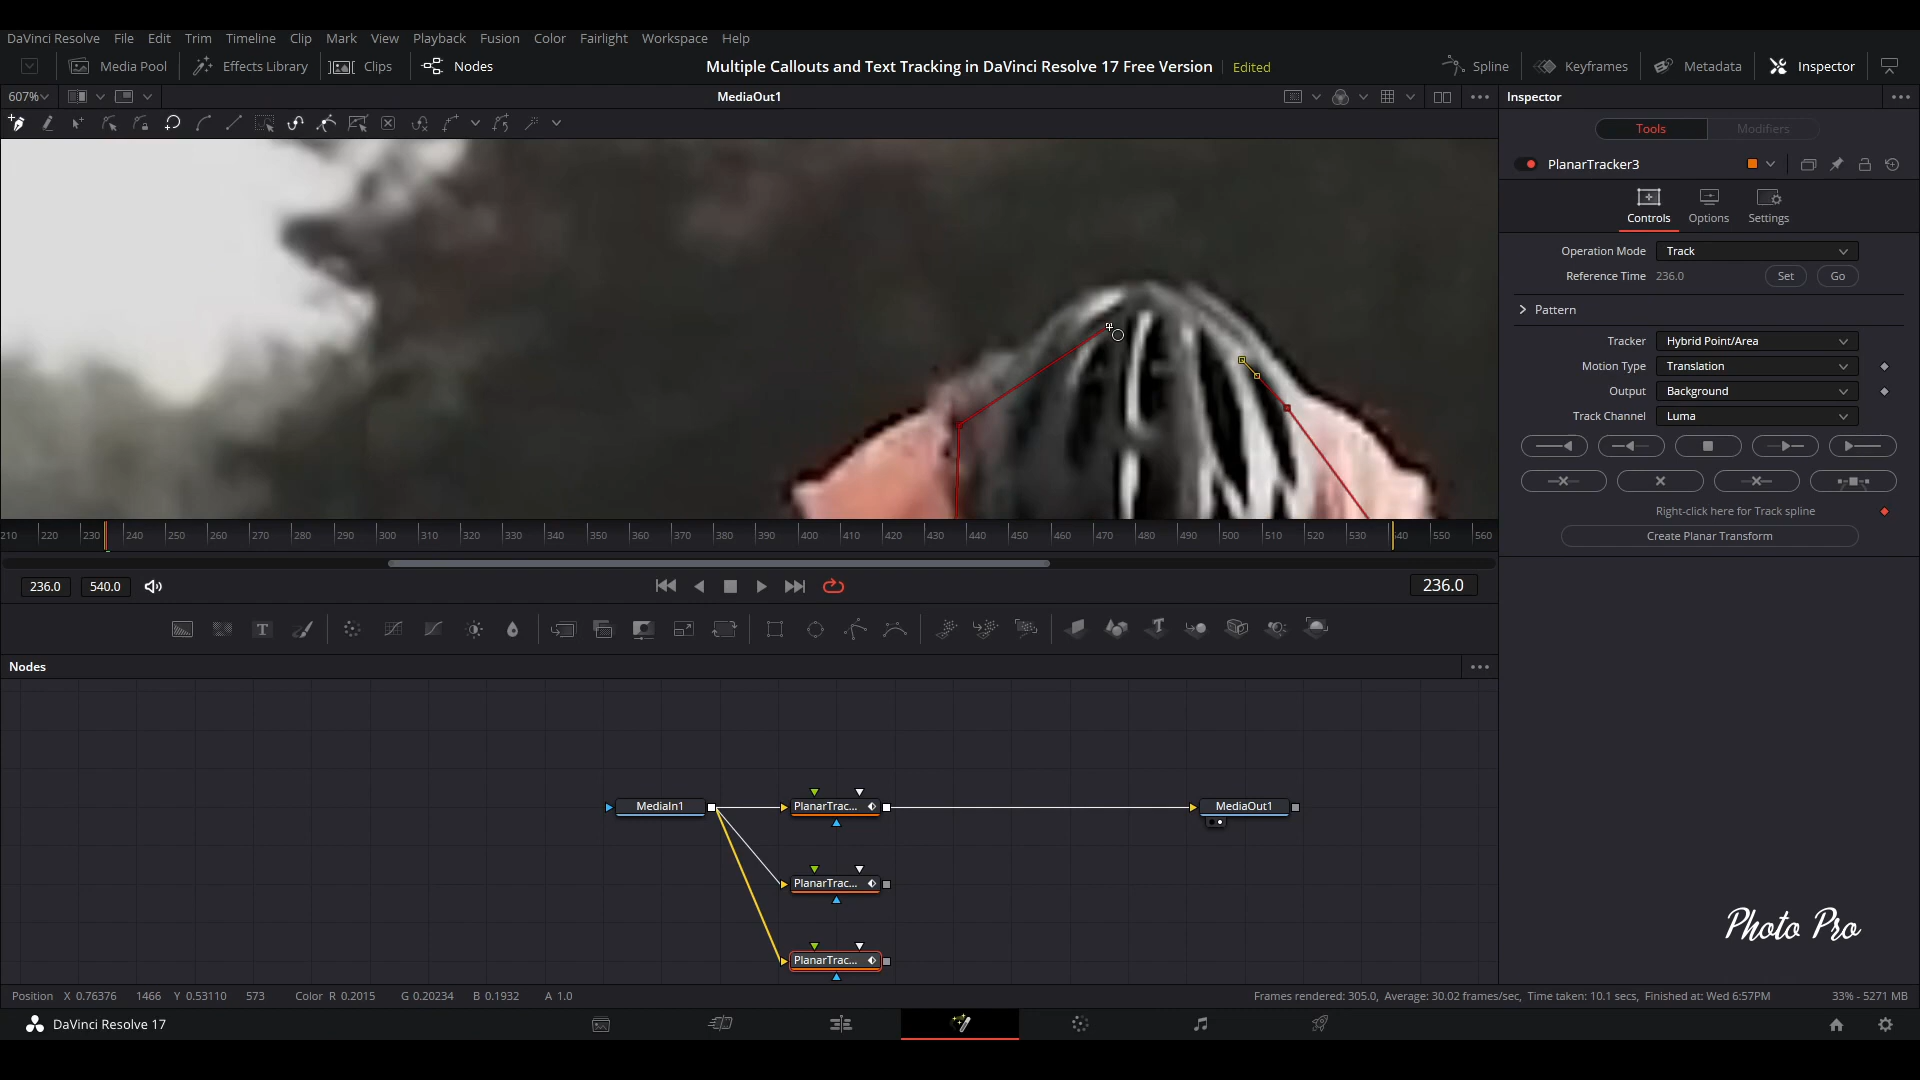 DaVinci Resolve File Edit Trim Timeline Clip Mark View Playback Fusion Color Fairlight Workspace Help
Media Pool Effects Library Clips Nodes Multiple Callouts and Text Tracking in DaVinci Resolve 17 Free Version Edited Spline Keyframes Metadata Inspector
607% MediaOut1 Inspector
Tools Modifiers
PlanarTracker3
Controls Options Settings
Operation Mode Track
Reference Time 236.0 Set Go
Pattern
Tracker Hybrid Point/Area
Motion Type Translation
Output Background
Track Channel Luma
Right-click here for Track spline
Create Planar Transform
210 220 230 240 250 260 270 280 290 300 310 320 330 340 350 360 370 380 390 400 410 420 430 440 450 460 470 480 490 500 510 520 530 540 550 560
236.0 540.0 236.0
T
Nodes
MediaIn1 PlanarTrac... MediaOut1
PlanarTrac...
PlanarTrac...
Photo Pro
Position X 0.76376 1466 Y 0.53110 573 Color R 0.2015 G 0.20234 B 0.1932 A 1.0 Frames rendered: 305.0, Average: 30.02 frames/sec, Time taken: 10.1 secs, Finished at: Wed 6:57PM 33% - 5271 MB
DaVinci Resolve 17